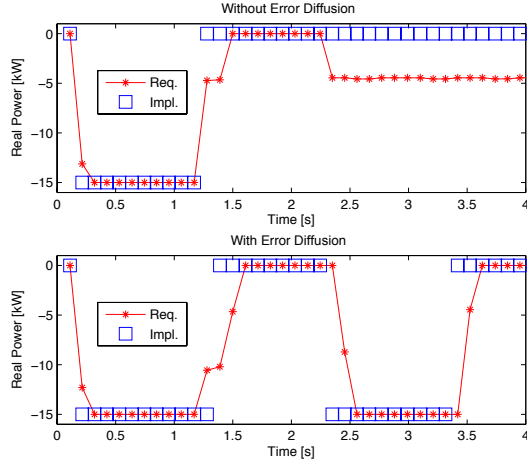 Without Error Diffusion
0
−5
−10
−15
Real Power [kW]
Req.
Impl.
0 0.5 1 1.5 2 2.5 3 3.5 4
Time [s]
With Error Diffusion
0
−5
−10
−15
Real Power [kW]
Req.
Impl.
0 0.5 1 1.5 2 2.5 3 3.5 4
Time [s]